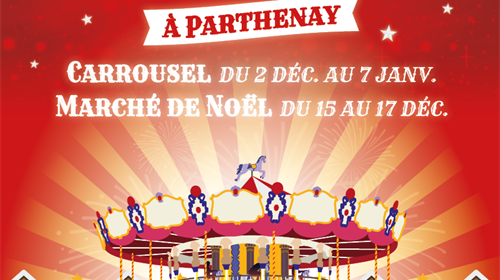 À PARTHENAY
CARROUSEL DU 2 DÉC. AU 7 JANV.
MARCHÉ DE NOËL DU 15 AU 17 DÉC.